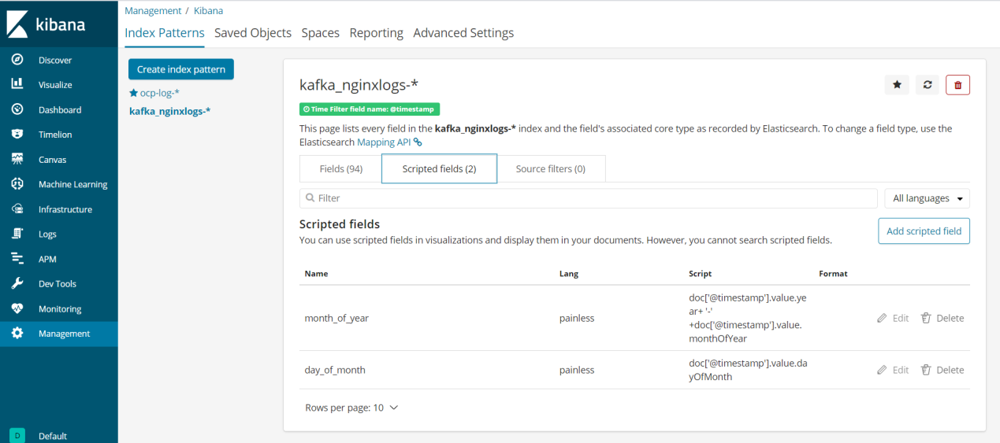 kibana
Discover
Visualize
Dashboard
Timelion
Canvas
Machine Learning
Infrastructure
Logs
APM
Dev Tools
Monitoring
Management
D Default
Management / Kibana
Index Patterns Saved Objects Spaces Reporting Advanced Settings
Create index pattern
ocp-log-*
kafka_nginxlogs-*
kafka_nginxlogs-*
Time Filter field name: @timestamp
This page lists every field in the kafka_nginxlogs-* index and the field's associated core type as recorded by Elasticsearch. To change a field type, use the
Elasticsearch Mapping API
Fields (94) Scripted fields (2) Source filters (0)
Filter All languages
Scripted fields
You can use scripted fields in visualizations and display them in your documents. However, you cannot search scripted fields.
Add scripted field
Name Lang Script Format
month_of_year painless
doc['@timestamp'].value.ye
ar+ '-'
+doc['@timestamp'].value.
monthOfYear
Edit Delete
day_of_month painless
doc['@timestamp'].value.da
yOfMonth
Edit Delete
Rows per page: 10